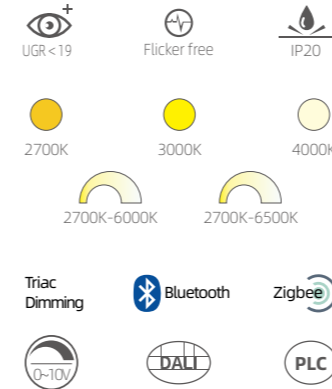 UGR<19
Flicker free
IP20
2700K
3000K
4000K
2700K-6000K
2700K-6500K
Triac
Dimming
Bluetooth
Zigbee
0~10V
DALI
PLC